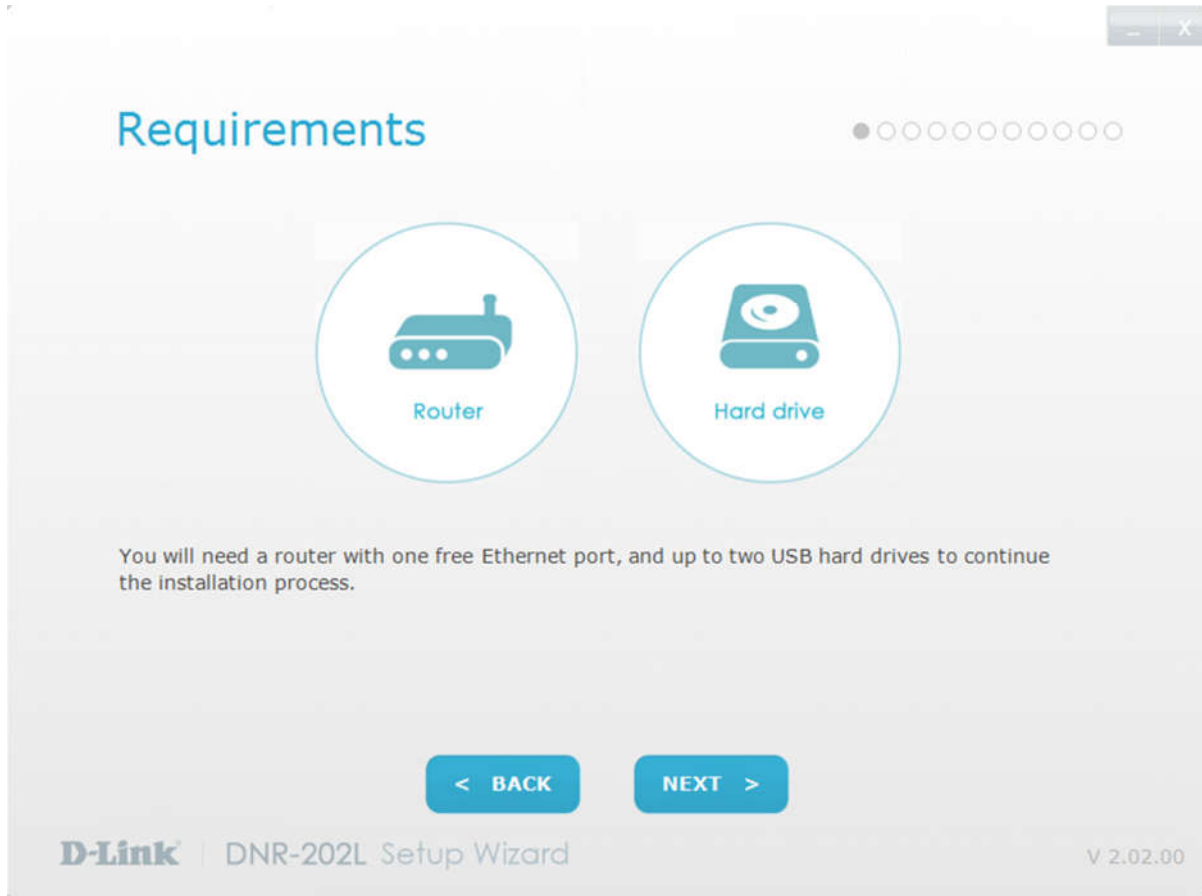 _ X
Requirements
Router
Hard drive
You will need a router with one free Ethernet port, and up to two USB hard drives to continue
the installation process.
< BACK
NEXT >
D-Link DNR-202L Setup Wizard
V 2.02.00